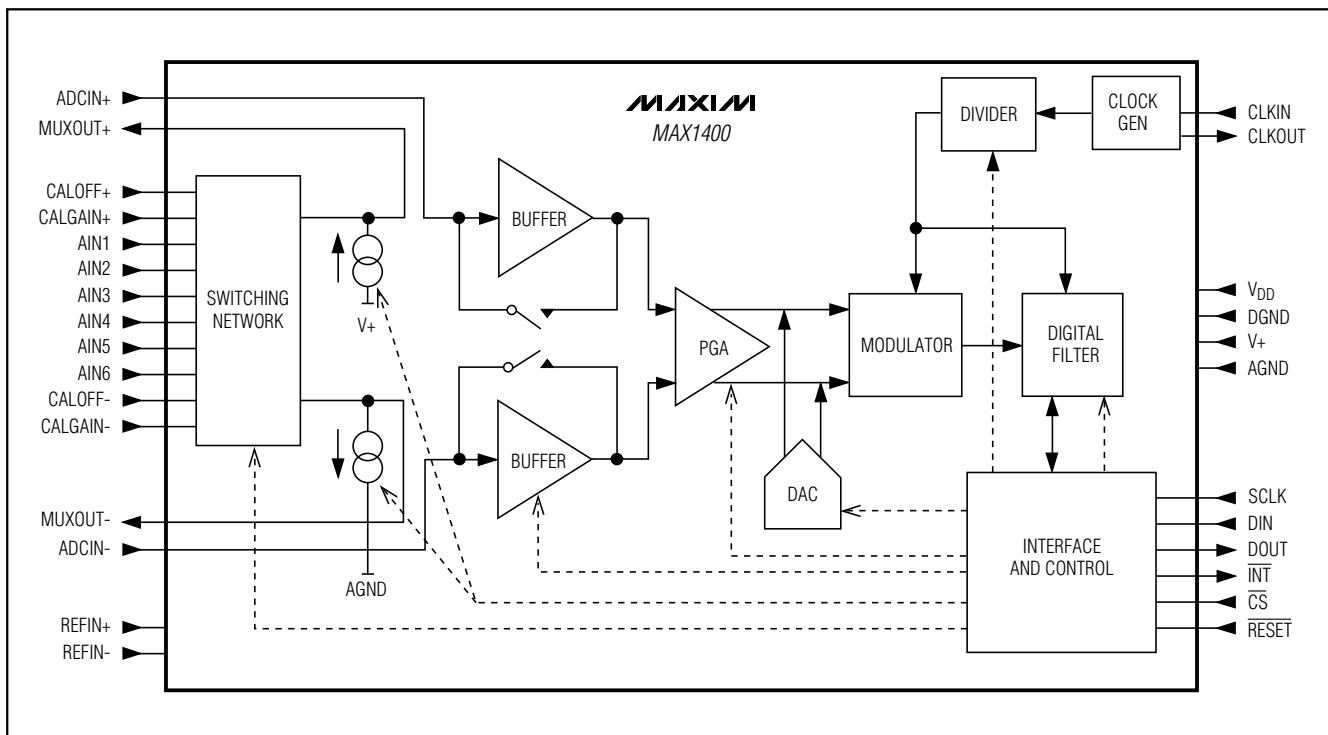 MAXIM
MAX1400
ADCIN+
MUXOUT+
CALOFF+
CALGAIN+
AIN1
AIN2
AIN3
AIN4
AIN5
AIN6
CALOFF-
CALGAIN-
MUXOUT-
ADCIN-
REFIN+
REFIN-
SWITCHING
NETWORK
V+
AGND
BUFFER
BUFFER
PGA
DAC
MODULATOR
DIVIDER
CLOCK
GEN
DIGITAL
FILTER
INTERFACE
AND CONTROL
CLKIN
CLKOUT
VDD
DGND
V+
AGND
SCLK
DIN
DOUT
INT
CS
RESET